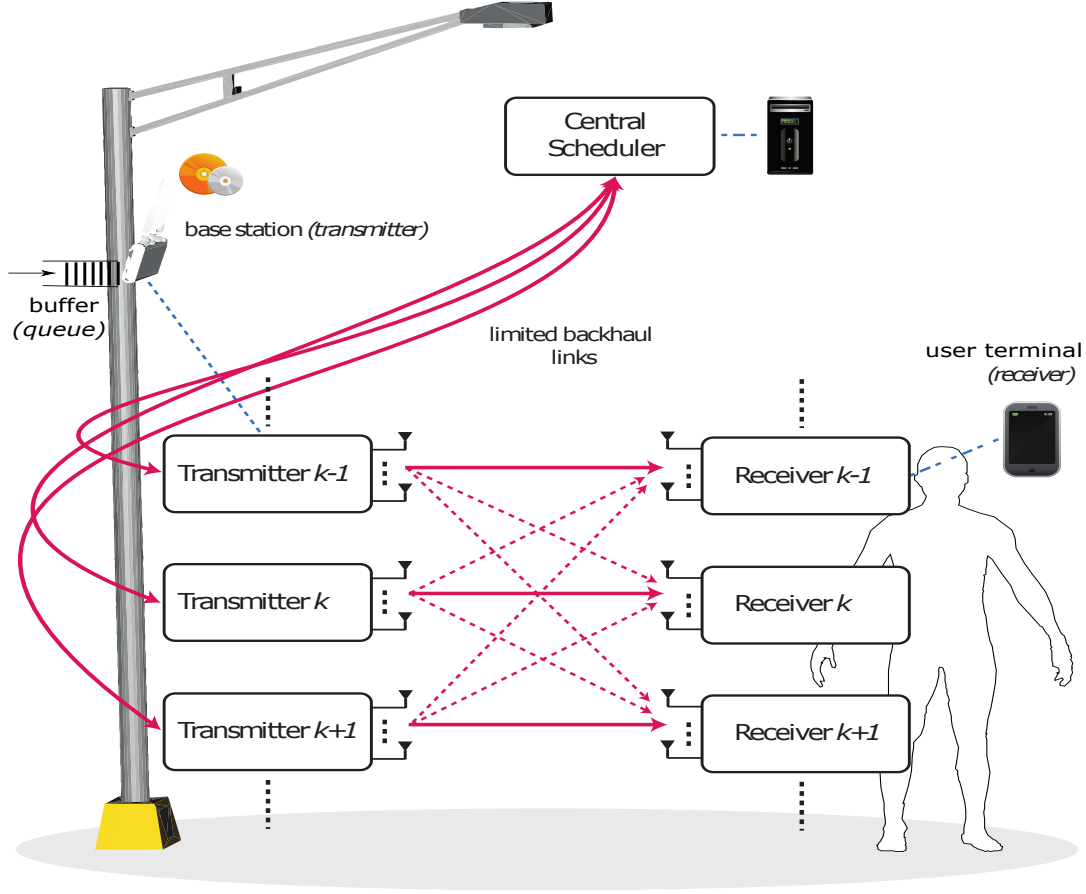 Central
Scheduler
base station (transmitter)
buffer
(queue)
limited backhaul
links
user terminal
(receiver)
Transmitter k-1
Receiver k-1
Transmitter k
Receiver k
Transmitter k+1
Receiver k+1